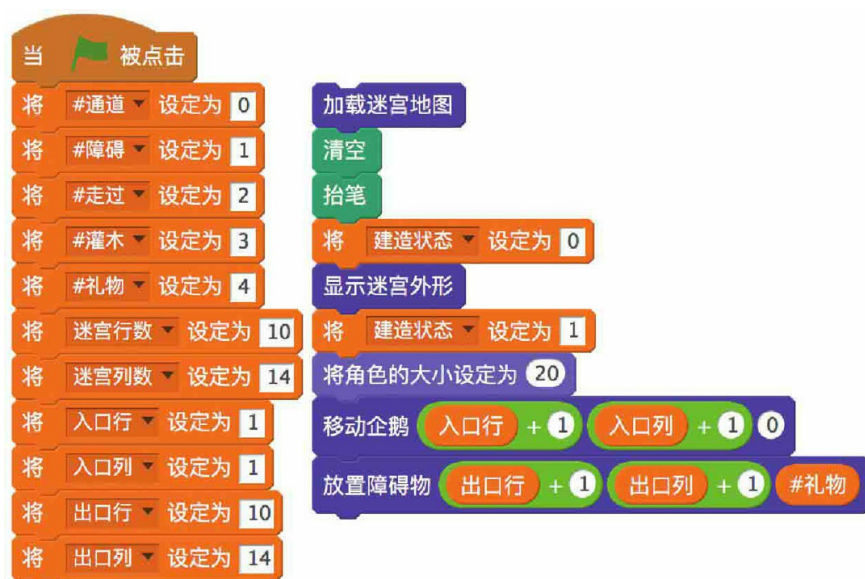 当 被点击
将 #通道 设定为 0
将 #障碍 设定为 1
将 #走过 设定为 2
将 #灌木 设定为 3
将 #礼物 设定为 4
将 迷宫行数 设定为 10
将 迷宫列数 设定为 14
将 入口行 设定为 1
将 入口列 设定为 1
将 出口行 设定为 10
将 出口列 设定为 14
加载迷宫地图
清空
抬笔
将 建造状态 设定为 0
显示迷宫外形
将 建造状态 设定为 1
将角色的大小设定为 20
移动企鹅 入口行 + 1 入口列 + 1 0
放置障碍物 出口行 + 1 出口列 + 1 #礼物